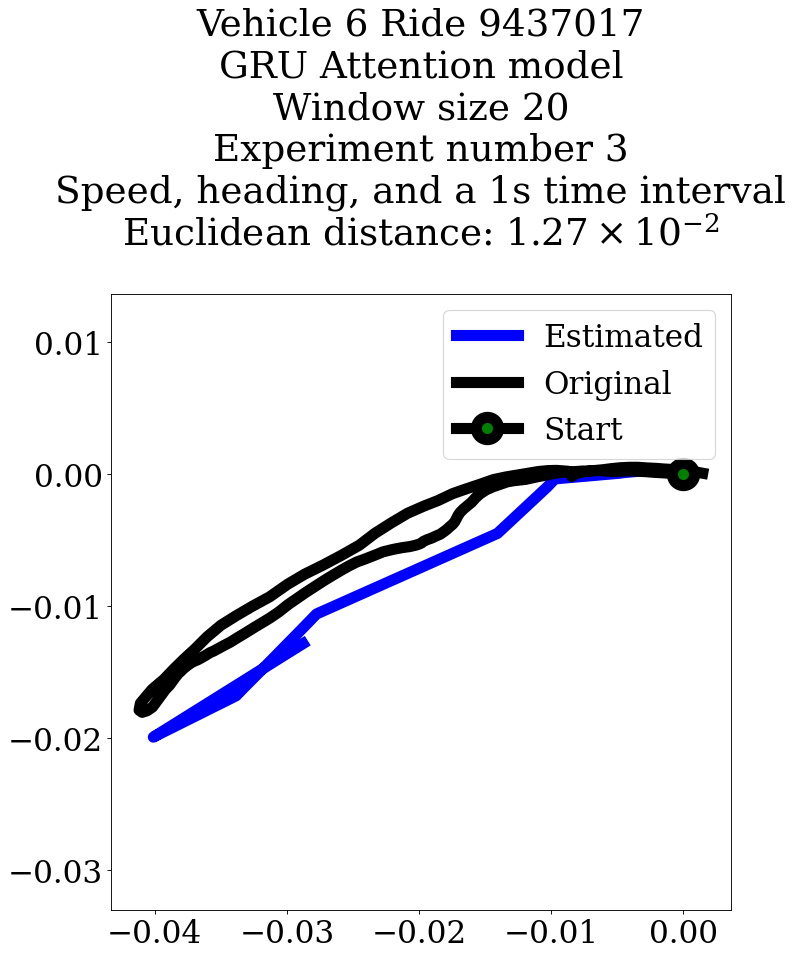 Vehicle 6 Ride 9437017
GRU Attention model
Window size 20
Experiment number 3
Speed, heading, and a 1s time interval
Euclidean distance: 1.27 × 10⁻²
Estimated
Original
Start
0.01
0.00
−0.01
−0.02
−0.03
−0.04 −0.03 −0.02 −0.01 0.00